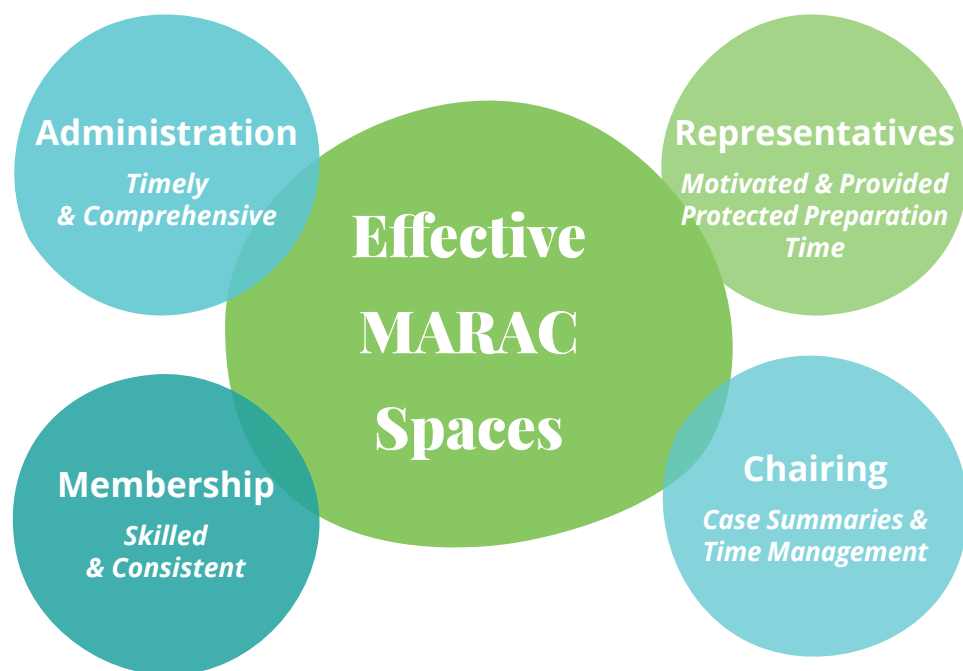 Administration
Timely
& Comprehensive
Representatives
Motivated & Provided
Protected Preparation
Time
Effective
MARAC
Spaces
Membership
Skilled
& Consistent
Chairing
Case Summaries &
Time Management